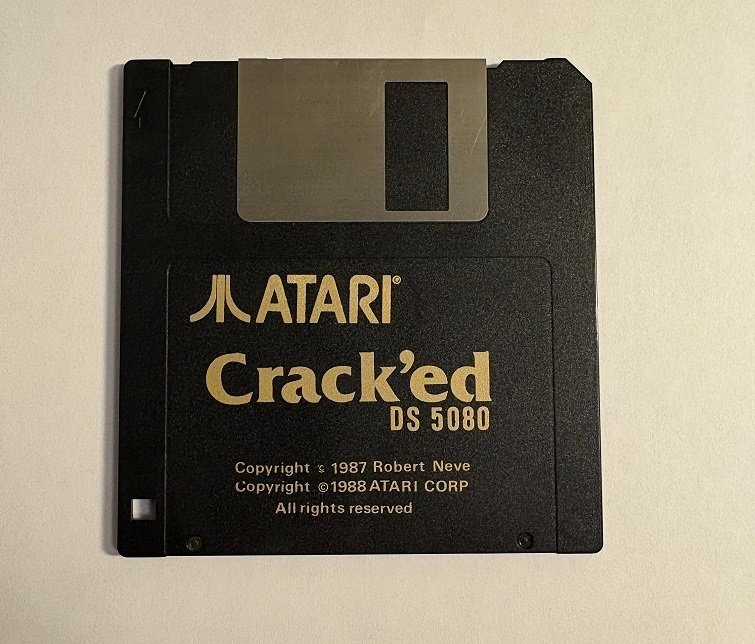 ATARI®
Crack'ed
DS 5080
Copyright © 1987 Robert Neve
Copyright ©1988 ATARI CORP
All rights reserved